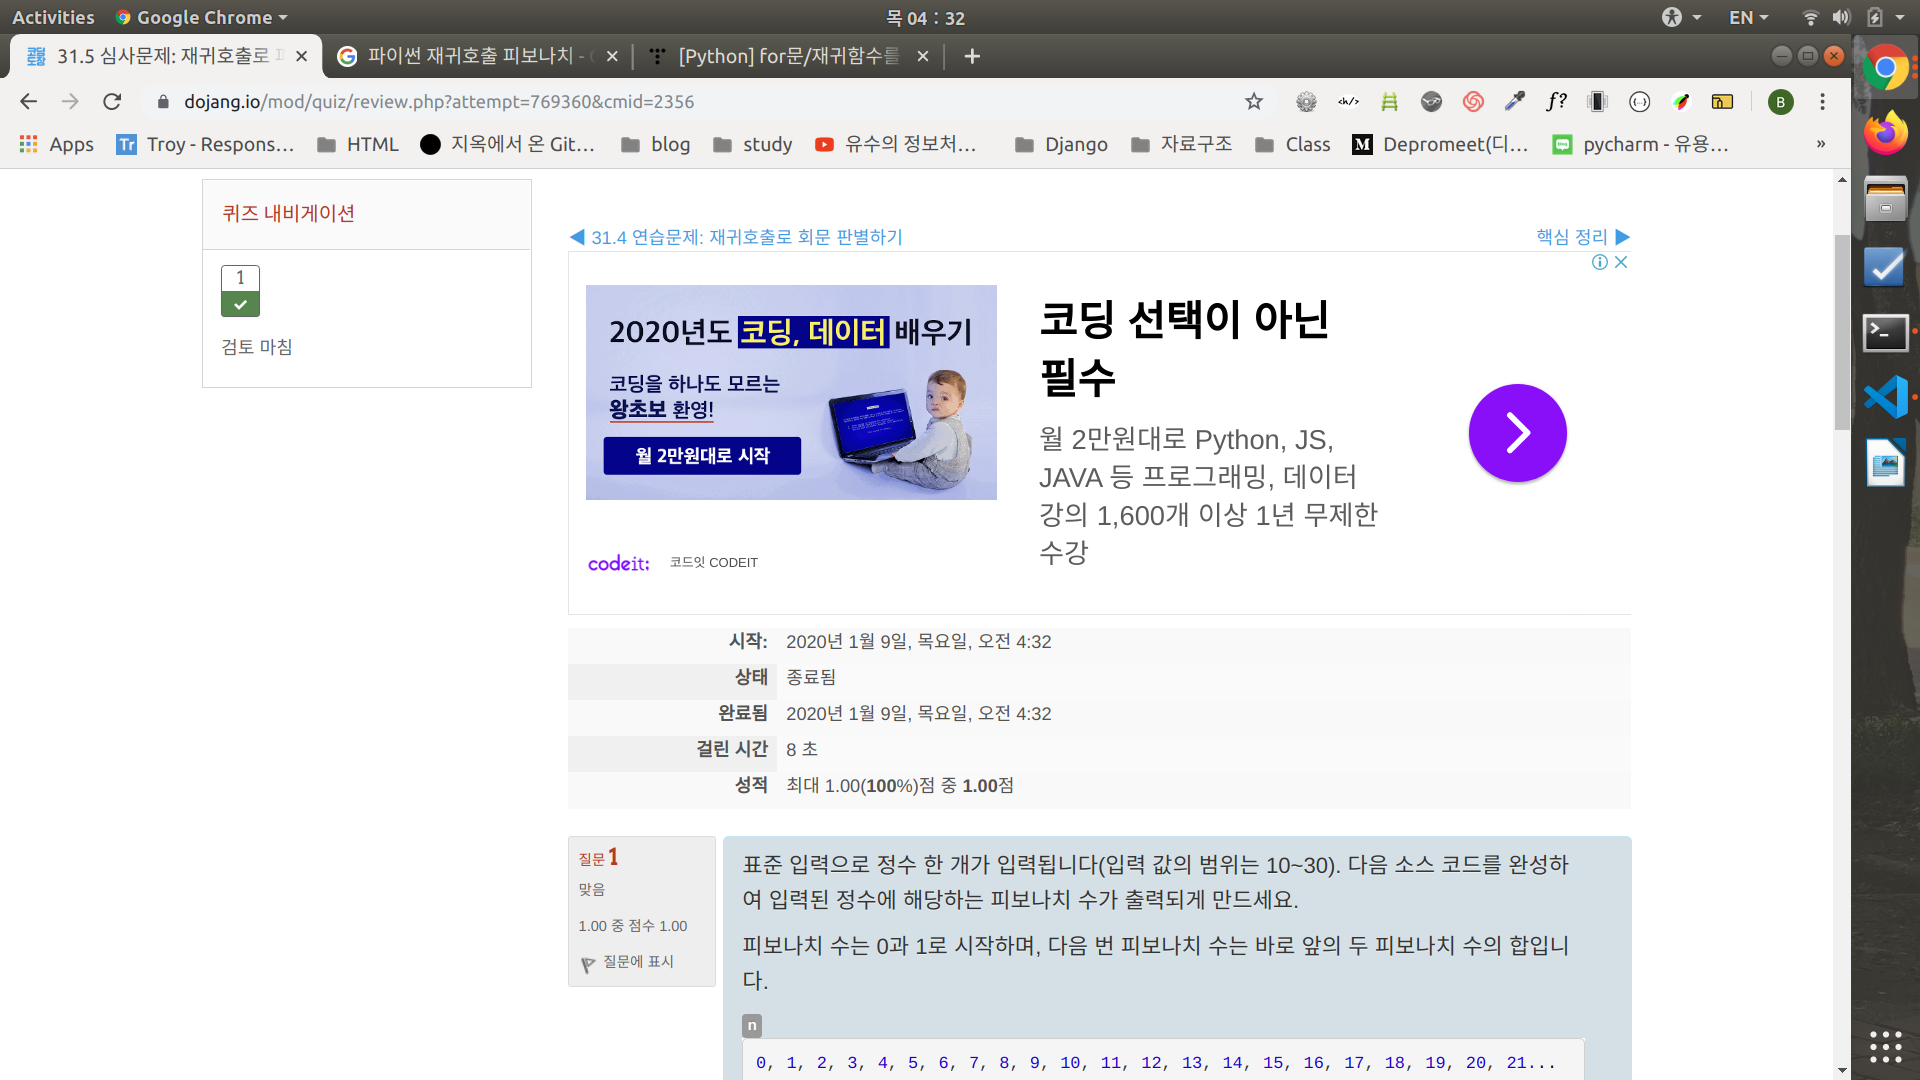 Activities
Google Chrome
목 04 : 32
EN
31.5 심사문제: 재귀호출로
파이썬 재귀호출 피보나치 -
[Python] for문/재귀함수를
dojang.io/mod/quiz/review.php?attempt=769360&cmid=2356
</h>
f?
{...}
B
Apps
Tr
Troy - Respons...
HTML
지옥에서 온 Git...
blog
study
유수의 정보처...
Django
자료구조
Class
M
Depromeet(디...
pycharm - 유용...
»
퀴즈 내비게이션
1
검토 마침
◀ 31.4 연습문제: 재귀호출로 회문 판별하기
핵심 정리 ▶
2020년도 코딩, 데이터 배우기
코딩을 하나도 모르는
왕초보 환영!
월 2만원대로 시작
코딩 선택이 아닌
필수
월 2만원대로 Python, JS,
JAVA 등 프로그래밍, 데이터
강의 1,600개 이상 1년 무제한
수강
codeit:
코드잇 CODEIT
시작: 2020년 1월 9일, 목요일, 오전 4:32
상태 종료됨
완료됨 2020년 1월 9일, 목요일, 오전 4:32
걸린 시간 8 초
성적 최대 1.00(100%)점 중 1.00점
질문 1
맞음
1.00 중 점수 1.00
질문에 표시
표준 입력으로 정수 한 개가 입력됩니다(입력 값의 범위는 10~30). 다음 소스 코드를 완성하
여 입력된 정수에 해당하는 피보나치 수가 출력되게 만드세요.
피보나치 수는 0과 1로 시작하며, 다음 번 피보나치 수는 바로 앞의 두 피보나치 수의 합입니
다.
n
0, 1, 2, 3, 4, 5, 6, 7, 8, 9, 10, 11, 12, 13, 14, 15, 16, 17, 18, 19, 20, 21...